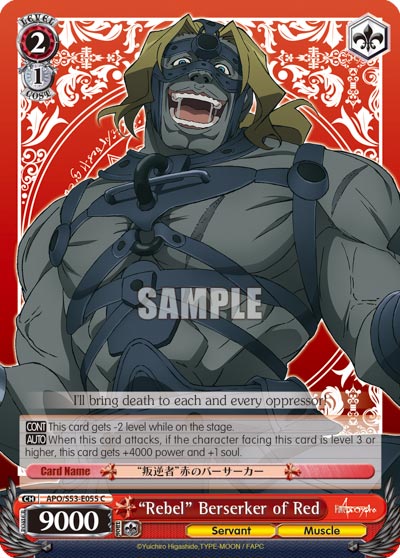 LEVEL
2
1
COST
SAMPLE
I'll bring death to each and every oppressor.
CONT This card gets -2 level while on the stage.
AUTO When this card attacks, if the character facing this card is level 3 or
higher, this card gets +4000 power and +1 soul.
Card Name
“叛逆者”赤のバーサーカー
CH APO/S53-E055 C
“Rebel” Berserker of Red
Fate/Apocrypha
9000
Servant
Muscle
©Yuichiro Higashide,TYPE-MOON / FAPC